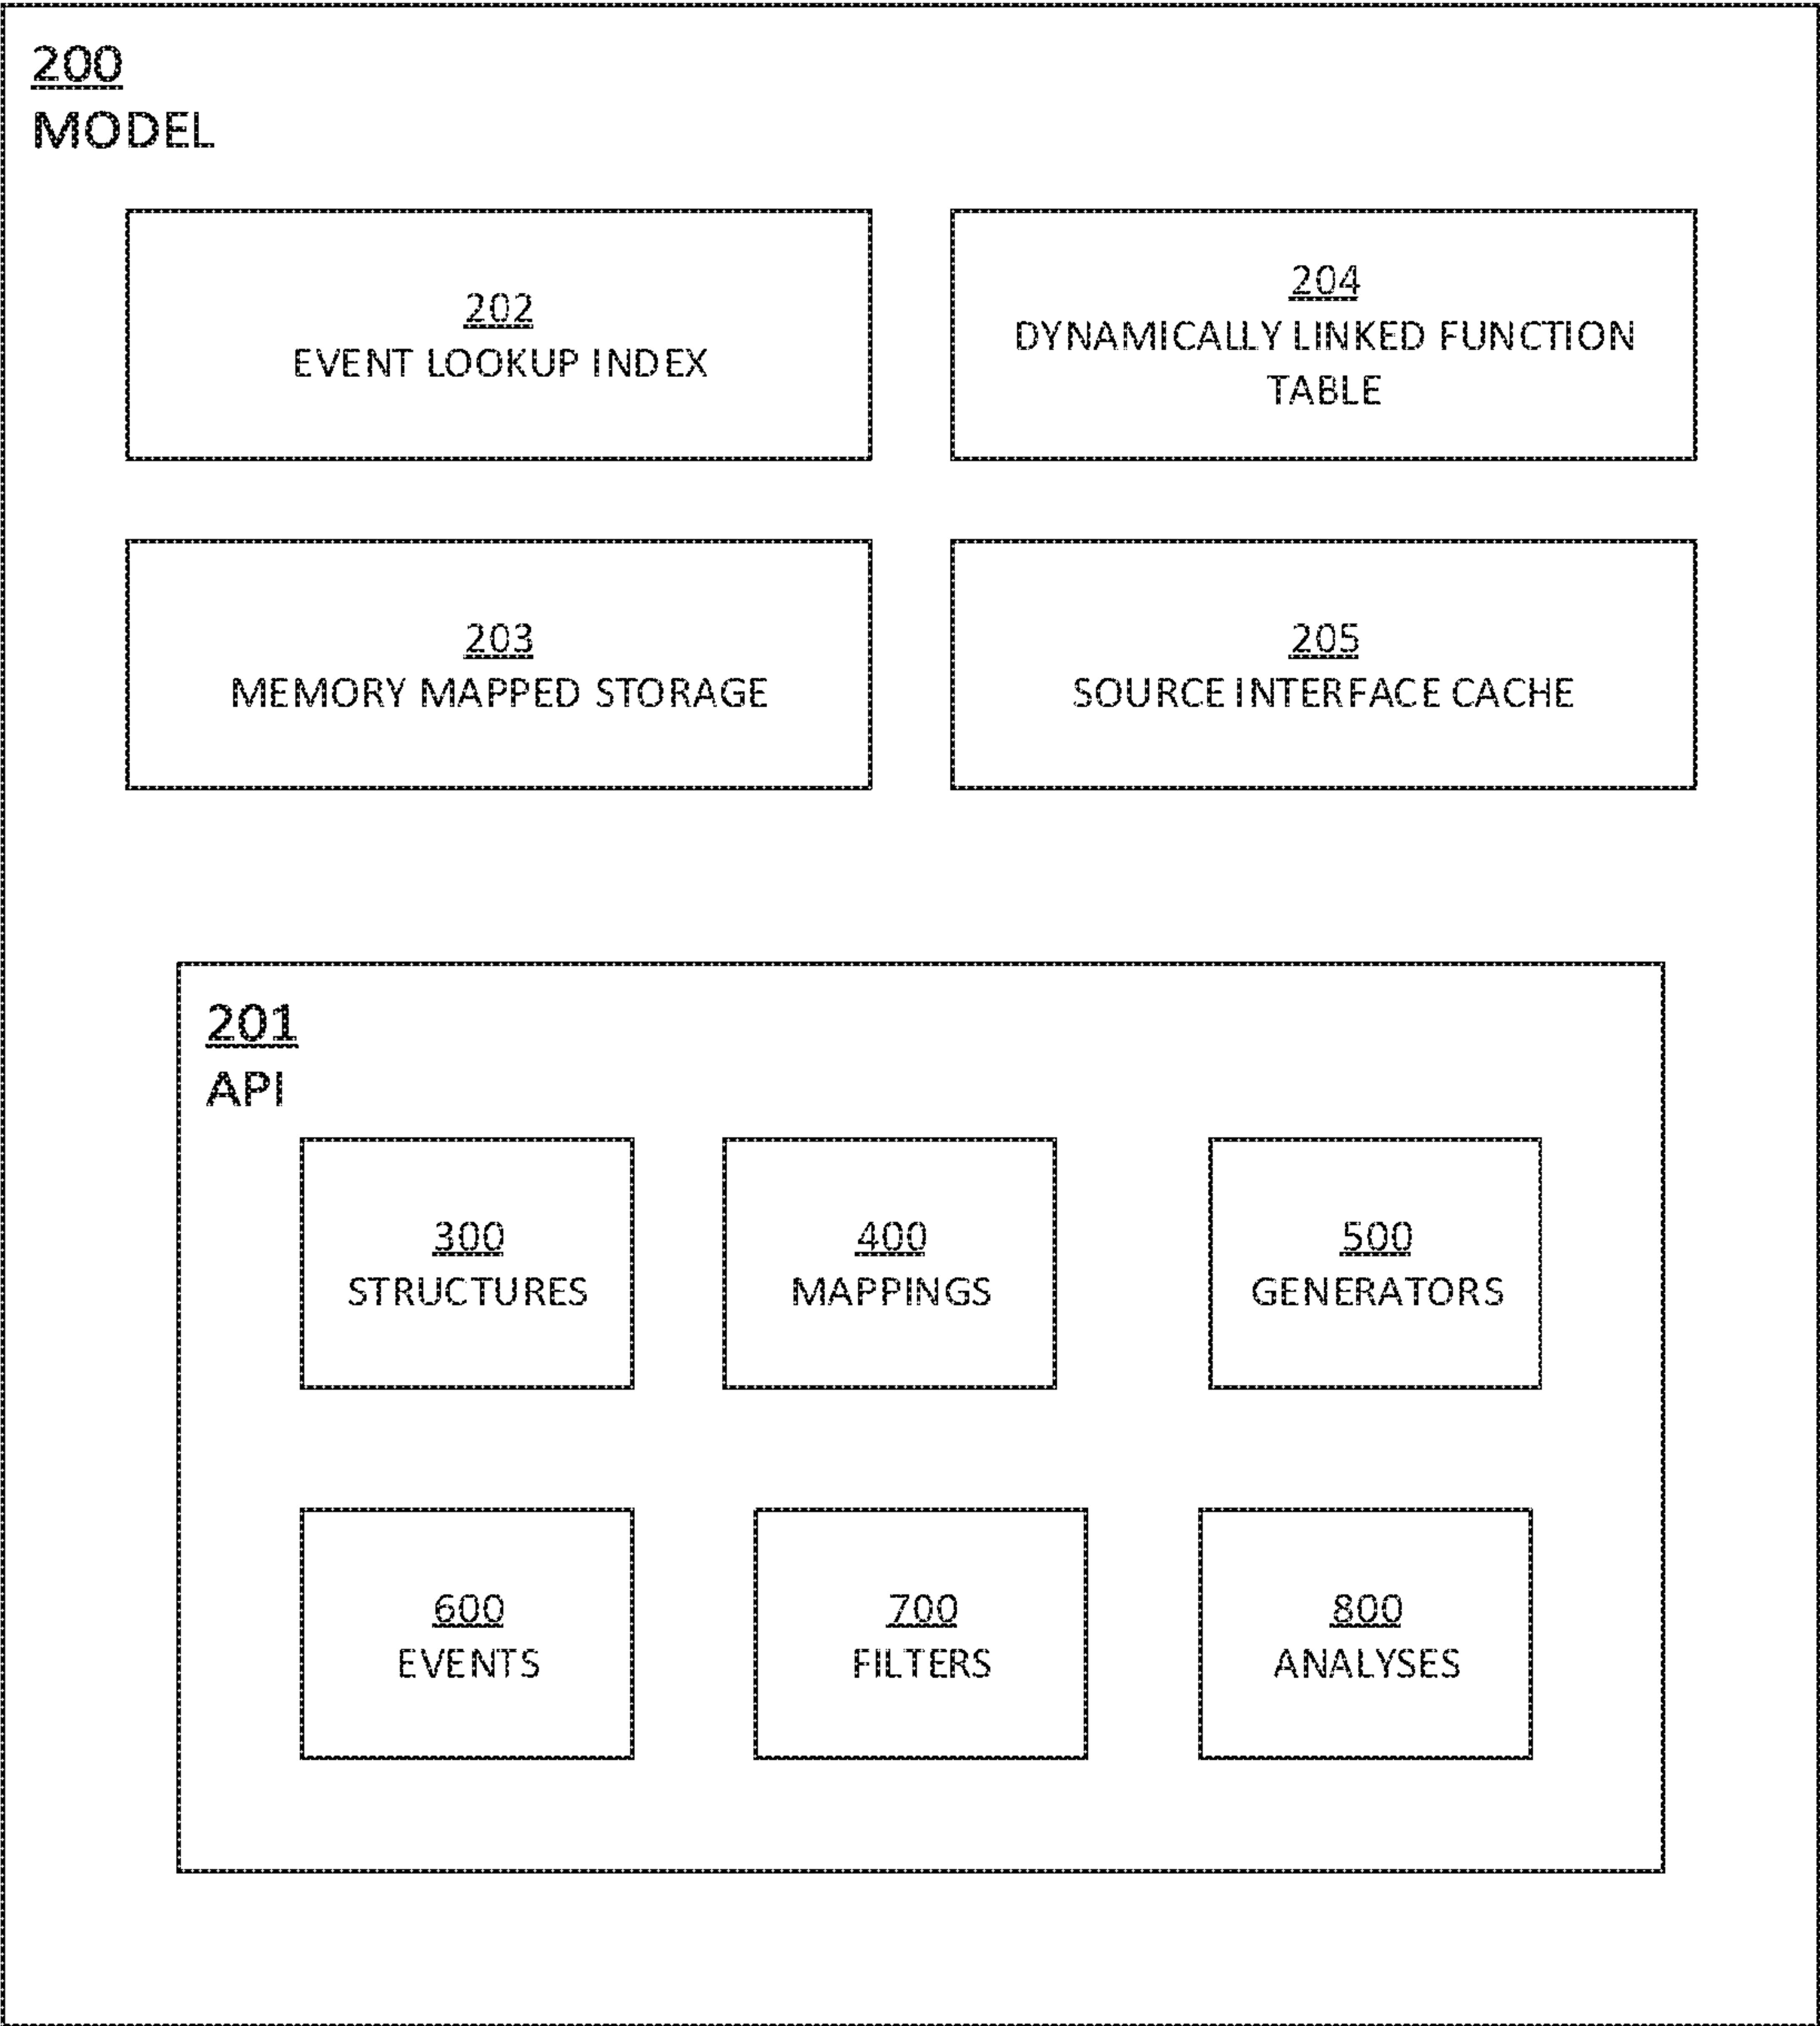 200
MODEL
202
EVENT LOOKUP INDEX
204
DYNAMICALLY LINKED FUNCTION
TABLE
203
MEMORY MAPPED STORAGE
205
SOURCE INTERFACE CACHE
201
API
300
STRUCTURES
400
MAPPINGS
500
GENERATORS
600
EVENTS
700
FILTERS
800
ANALYSES